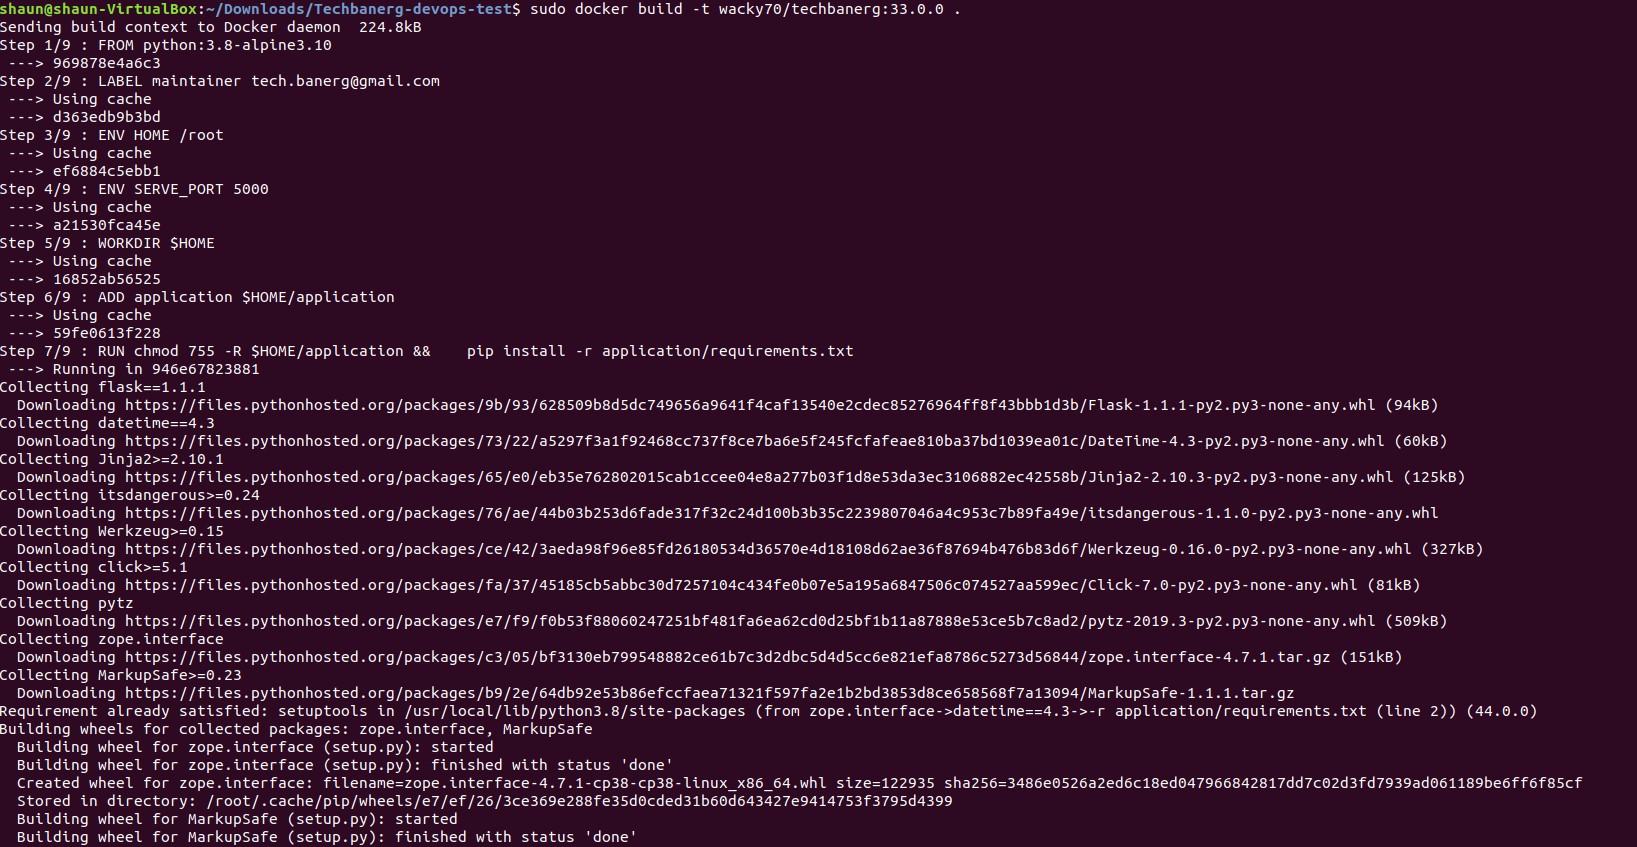 shaun@shaun-VirtualBox:~/Downloads/Techbanerg-devops-test$ sudo docker build -t wacky70/techbanerg:33.0.0 .
Sending build context to Docker daemon  224.8kB
Step 1/9 : FROM python:3.8-alpine3.10
 ---> 969878e4a6c3
Step 2/9 : LABEL maintainer tech.banerg@gmail.com
 ---> Using cache
 ---> d363edb9b3bd
Step 3/9 : ENV HOME /root
 ---> Using cache
 ---> ef6884c5ebb1
Step 4/9 : ENV SERVE_PORT 5000
 ---> Using cache
 ---> a21530fca45e
Step 5/9 : WORKDIR $HOME
 ---> Using cache
 ---> 16852ab56525
Step 6/9 : ADD application $HOME/application
 ---> Using cache
 ---> 59fe0613f228
Step 7/9 : RUN chmod 755 -R $HOME/application &&    pip install -r application/requirements.txt
 ---> Running in 946e67823881
Collecting flask==1.1.1
  Downloading https://files.pythonhosted.org/packages/9b/93/628509b8d5dc749656a9641f4caf13540e2cdec85276964ff8f43bbb1d3b/Flask-1.1.1-py2.py3-none-any.whl (94kB)
Collecting datetime==4.3
  Downloading https://files.pythonhosted.org/packages/73/22/a5297f3a1f92468cc737f8ce7ba6e5f245fcfafeae810ba37bd1039ea01c/DateTime-4.3-py2.py3-none-any.whl (60kB)
Collecting Jinja2>=2.10.1
  Downloading https://files.pythonhosted.org/packages/65/e0/eb35e762802015cab1ccee04e8a277b03f1d8e53da3ec3106882ec42558b/Jinja2-2.10.3-py2.py3-none-any.whl (125kB)
Collecting itsdangerous>=0.24
  Downloading https://files.pythonhosted.org/packages/76/ae/44b03b253d6fade317f32c24d100b3b35c2239807046a4c953c7b89fa49e/itsdangerous-1.1.0-py2.py3-none-any.whl
Collecting Werkzeug>=0.15
  Downloading https://files.pythonhosted.org/packages/ce/42/3aeda98f96e85fd26180534d36570e4d18108d62ae36f87694b476b83d6f/Werkzeug-0.16.0-py2.py3-none-any.whl (327kB)
Collecting click>=5.1
  Downloading https://files.pythonhosted.org/packages/fa/37/45185cb5abbc30d7257104c434fe0b07e5a195a6847506c074527aa599ec/Click-7.0-py2.py3-none-any.whl (81kB)
Collecting pytz
  Downloading https://files.pythonhosted.org/packages/e7/f9/f0b53f88060247251bf481fa6ea62cd0d25bf1b11a87888e53ce5b7c8ad2/pytz-2019.3-py2.py3-none-any.whl (509kB)
Collecting zope.interface
  Downloading https://files.pythonhosted.org/packages/c3/05/bf3130eb799548882ce61b7c3d2dbc5d4d5cc6e821efa8786c5273d56844/zope.interface-4.7.1.tar.gz (151kB)
Collecting MarkupSafe>=0.23
  Downloading https://files.pythonhosted.org/packages/b9/2e/64db92e53b86efccfaea71321f597fa2e1b2bd3853d8ce658568f7a13094/MarkupSafe-1.1.1.tar.gz
Requirement already satisfied: setuptools in /usr/local/lib/python3.8/site-packages (from zope.interface->datetime==4.3->-r application/requirements.txt (line 2)) (44.0.0)
Building wheels for collected packages: zope.interface, MarkupSafe
  Building wheel for zope.interface (setup.py): started
  Building wheel for zope.interface (setup.py): finished with status 'done'
  Created wheel for zope.interface: filename=zope.interface-4.7.1-cp38-cp38-linux_x86_64.whl size=122935 sha256=3486e0526a2ed6c18ed047966842817dd7c02d3fd7939ad061189be6ff6f85cf
  Stored in directory: /root/.cache/pip/wheels/e7/ef/26/3ce369e288fe35d0cded31b60d643427e9414753f3795d4399
  Building wheel for MarkupSafe (setup.py): started
  Building wheel for MarkupSafe (setup.py): finished with status 'done'